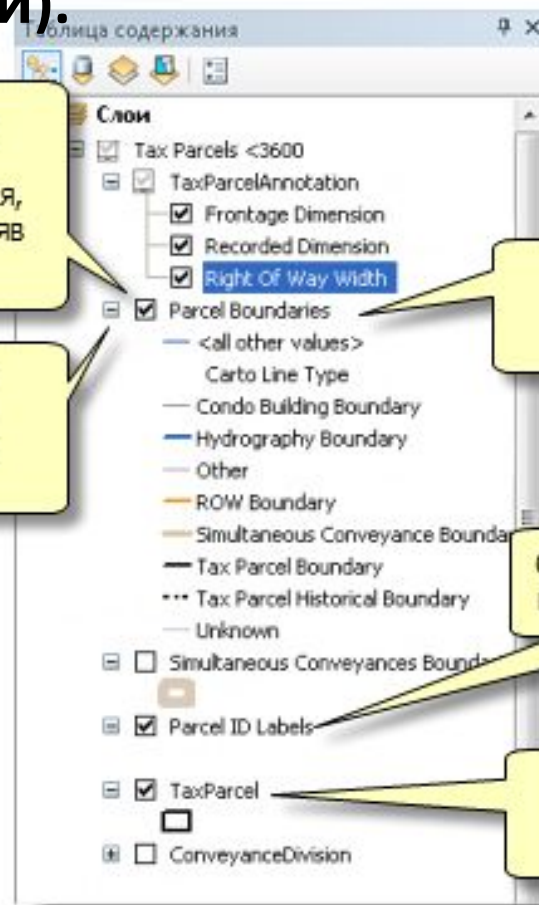 и).
Таблица содержания
Слои
Tax Parcels <3600
TaxParcelAnnotation
Frontage Dimension
Recorded Dimension
Right Of Way Width
Parcel Boundaries
<all other values>
Carto Line Type
Condo Building Boundary
Hydrography Boundary
Other
ROW Boundary
Simultaneous Conveyance Boundar
Tax Parcel Boundary
Tax Parcel Historical Boundary
Unknown
Simultaneous Conveyances Bounda
Parcel ID Labels
TaxParcel
ConveyanceDivision
я,
яв